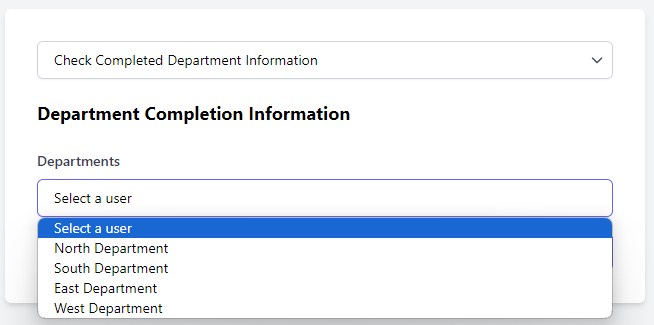 Check Completed Department Information
Department Completion Information
Departments
Select a user
Select a user
North Department
South Department
East Department
West Department